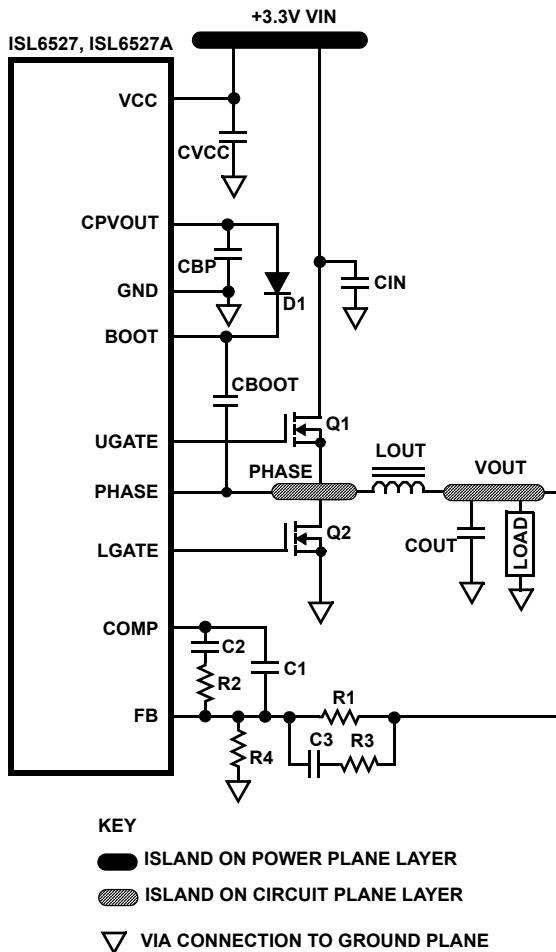 +3.3V VIN
ISL6527, ISL6527A
VCC
CVCC
CPVOUT
CBP
GND
D1
CIN
BOOT
CBOOT
Q1
UGATE
PHASE
LOUT
VOUT
PHASE
Q2
COUT
LOAD
LGATE
COMP
C2
C1
R2
R1
FB
C3
R3
R4
KEY
ISLAND ON POWER PLANE LAYER
ISLAND ON CIRCUIT PLANE LAYER
VIA CONNECTION TO GROUND PLANE